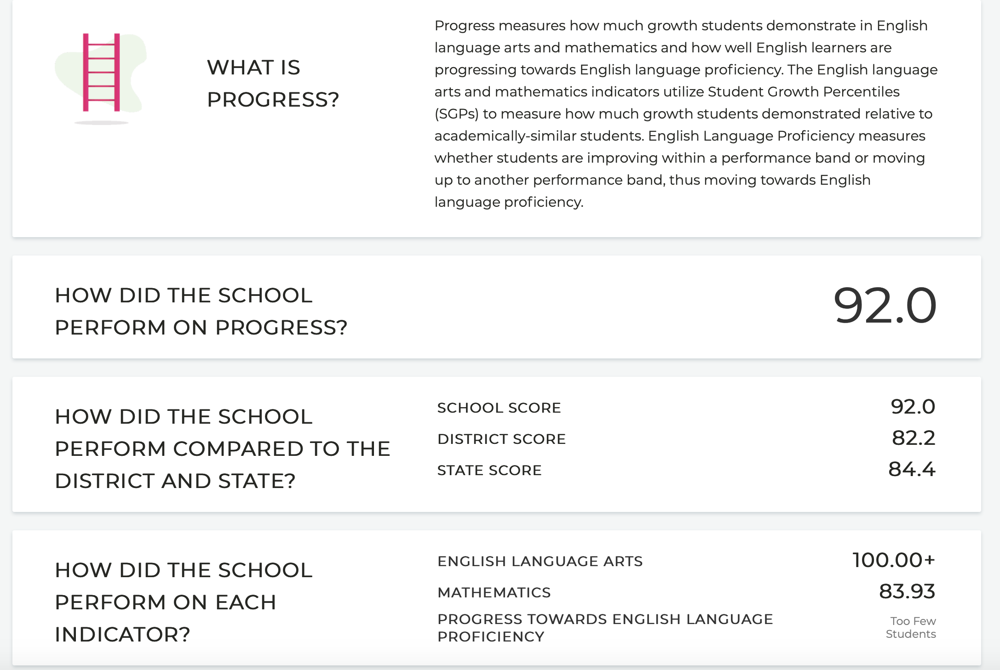 WHAT IS
PROGRESS?
Progress measures how much growth students demonstrate in English
language arts and mathematics and how well English learners are
progressing towards English language proficiency. The English language
arts and mathematics indicators utilize Student Growth Percentiles
(SGPs) to measure how much growth students demonstrated relative to
academically-similar students. English Language Proficiency measures
whether students are improving within a performance band or moving
up to another performance band, thus moving towards English
language proficiency.
HOW DID THE SCHOOL
PERFORM ON PROGRESS?
92.0
HOW DID THE SCHOOL
PERFORM COMPARED TO THE
DISTRICT AND STATE?
SCHOOL SCORE 92.0
DISTRICT SCORE 82.2
STATE SCORE 84.4
HOW DID THE SCHOOL
PERFORM ON EACH
INDICATOR?
ENGLISH LANGUAGE ARTS 100.00+
MATHEMATICS 83.93
PROGRESS TOWARDS ENGLISH LANGUAGE
PROFICIENCY
Too Few
Students